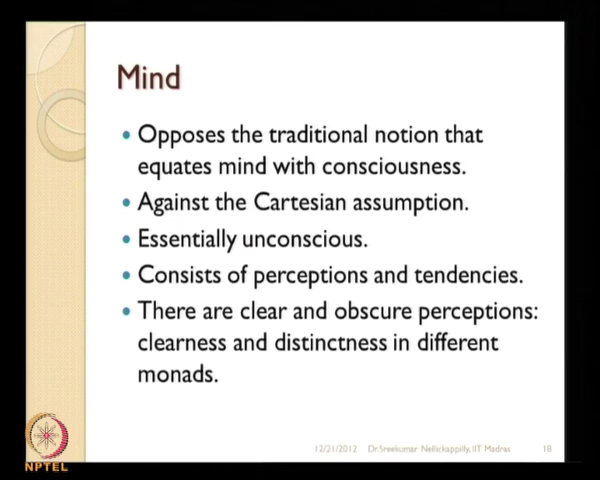 Mind
• Opposes the traditional notion that
equates mind with consciousness.
• Against the Cartesian assumption.
• Essentially unconscious.
• Consists of perceptions and tendencies.
• There are clear and obscure perceptions:
clearness and distinctness in different
monads.
12/21/2012 Dr.Sreekumar Nellickappilly, IIT Madras 18
NPTEL